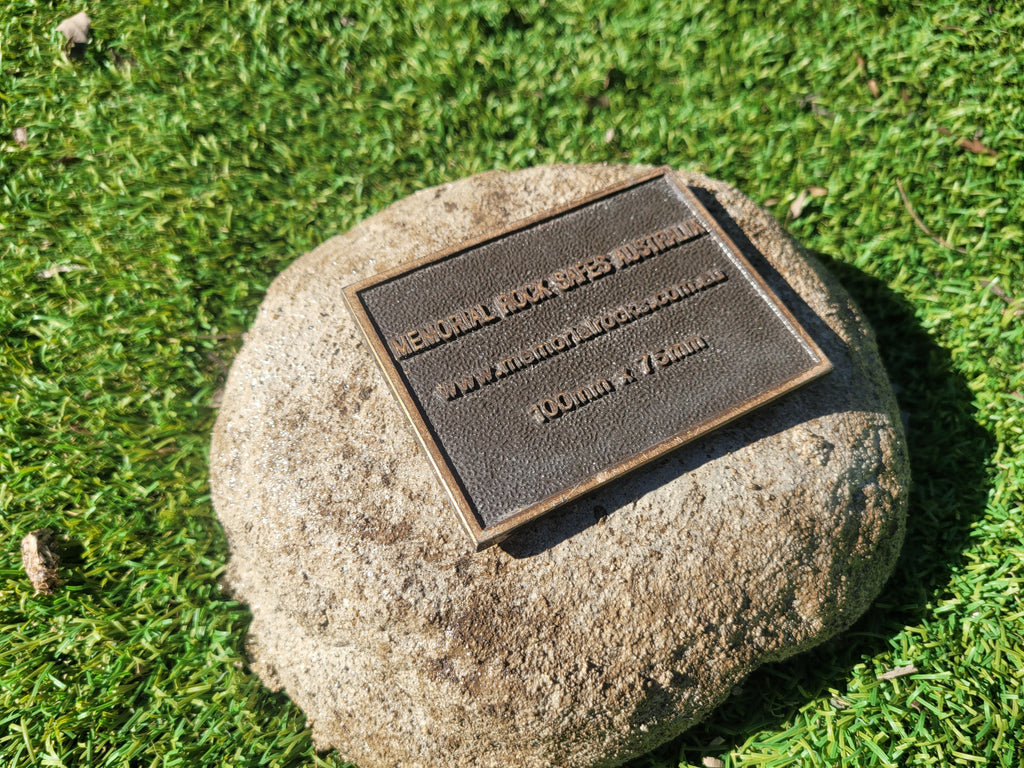 MEMORIAL ROCK SAFES AUSTRALIA
www.memorialrocks.com.au
100mm x 75mm